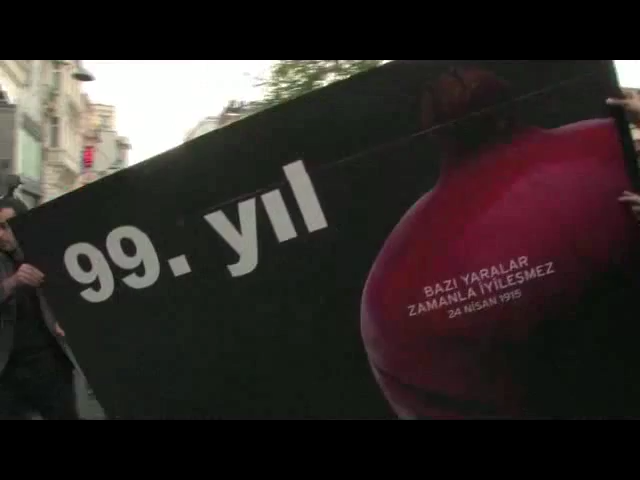 99. yıl
BAZI YARALAR
ZAMANLA İYİLEŞMEZ
24 NİSAN 1915